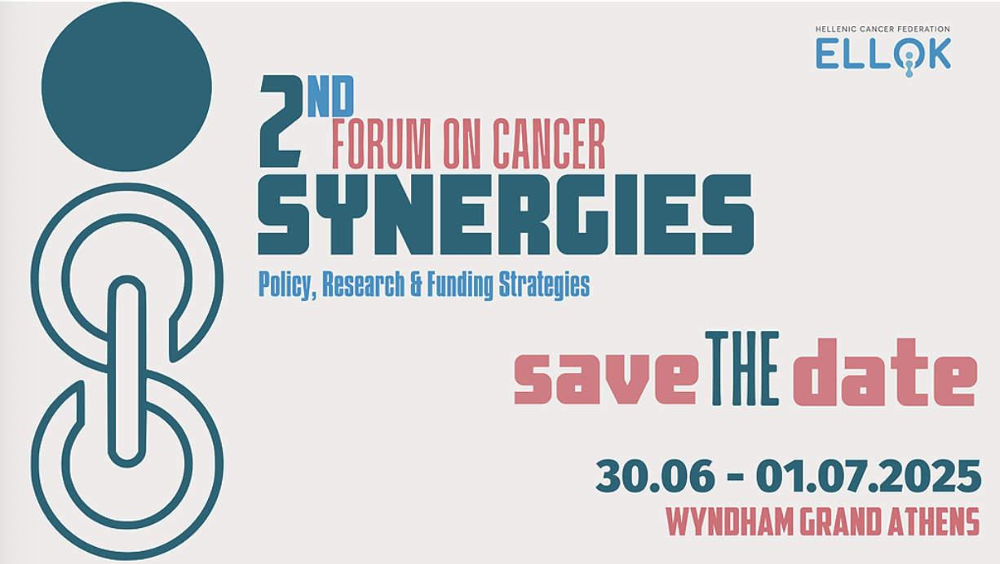 HELLENIC CANCER FEDERATION
ELLOK
2ND
FORUM ON CANCER
SYNERGIES
Policy, Research & Funding Strategies
save THE date
30.06 - 01.07.2025
WYNDHAM GRAND ATHENS